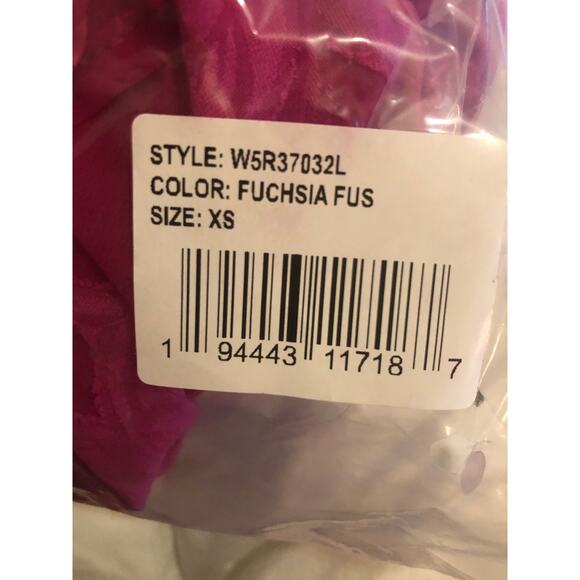 STYLE: W5R37032L
COLOR: FUCHSIA FUS
SIZE: XS
1 94443 11718 7